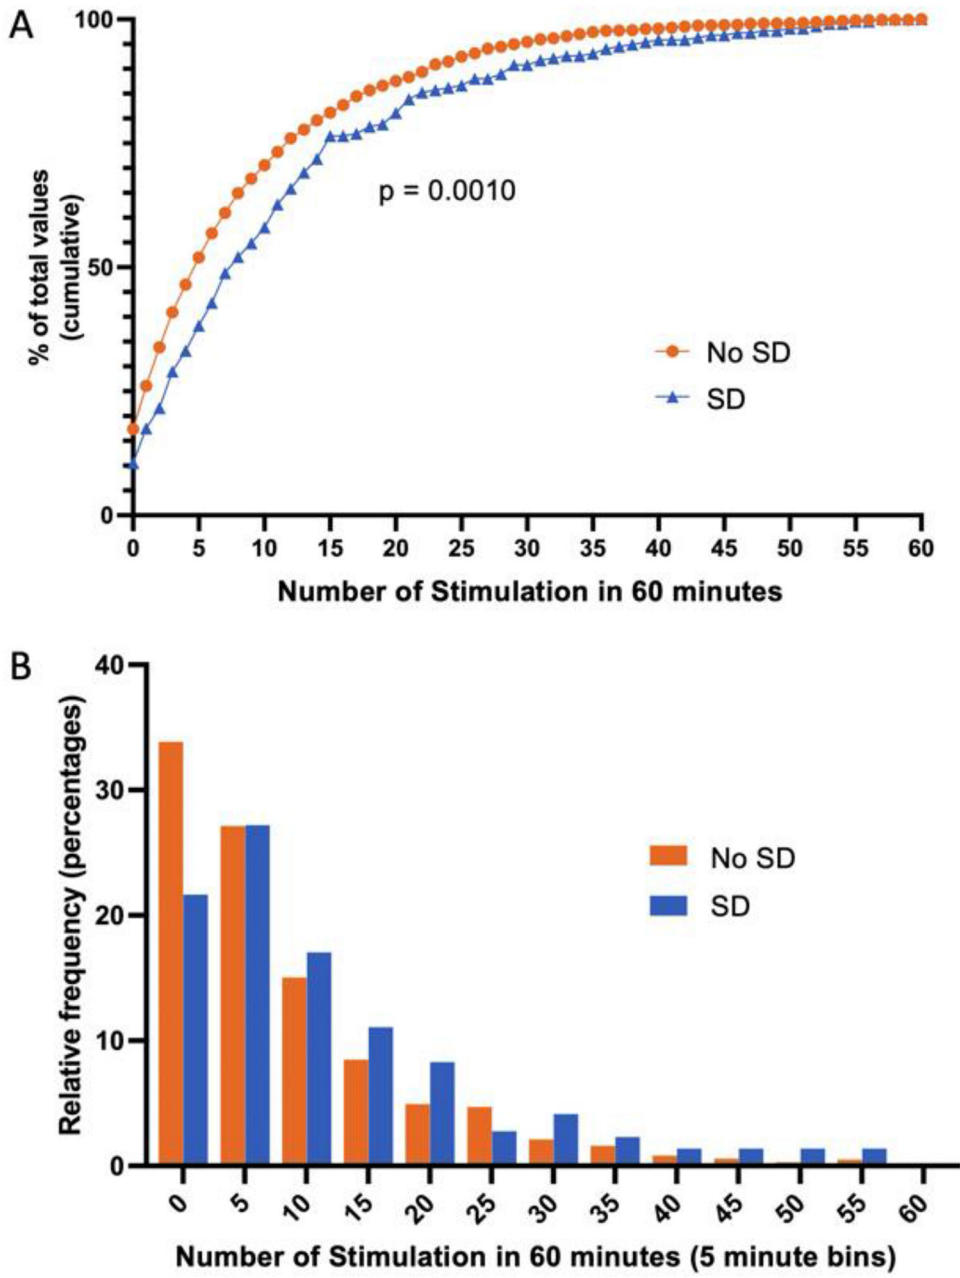 A
100
50
0
% of total values
(cumulative)
p = 0.0010
No SD
SD
0 5 10 15 20 25 30 35 40 45 50 55 60
Number of Stimulation in 60 minutes
B
40
30
20
10
0
Relative frequency (percentages)
No SD
SD
0 5 10 15 20 25 30 35 40 45 50 55 60
Number of Stimulation in 60 minutes (5 minute bins)